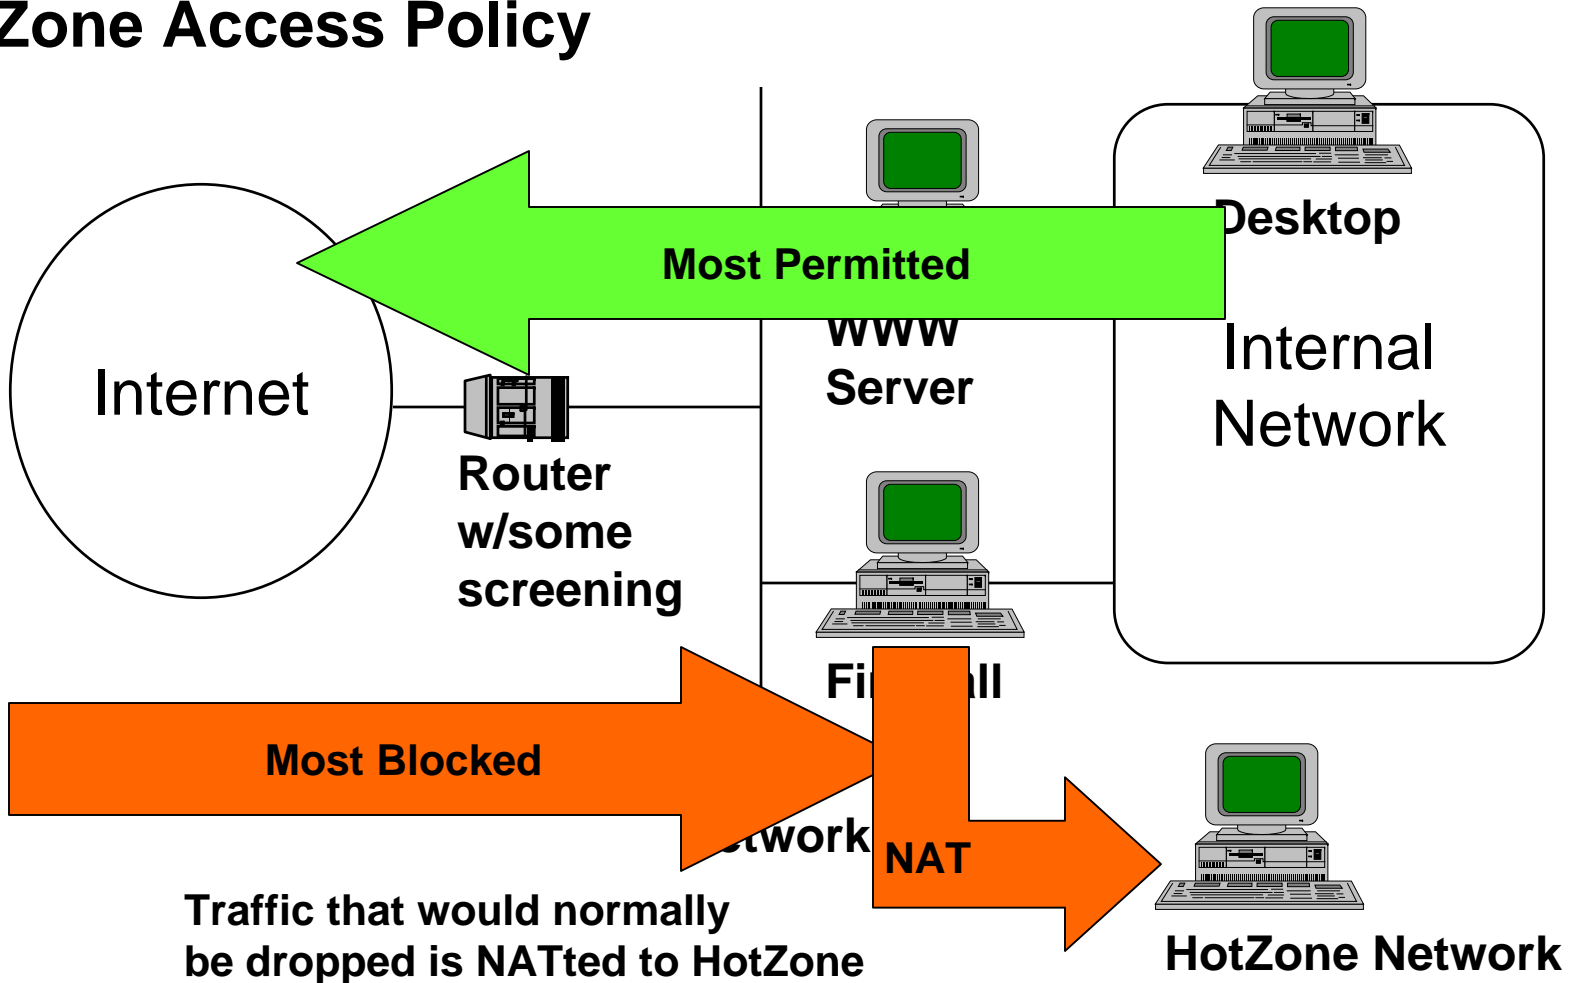 Zone Access Policy
Desktop
Most Permitted
WWW
Server
Internal
Network
Internet
Router
w/some
screening
Most Blocked
NAT
Traffic that would normally
be dropped is NATted to HotZone
HotZone Network